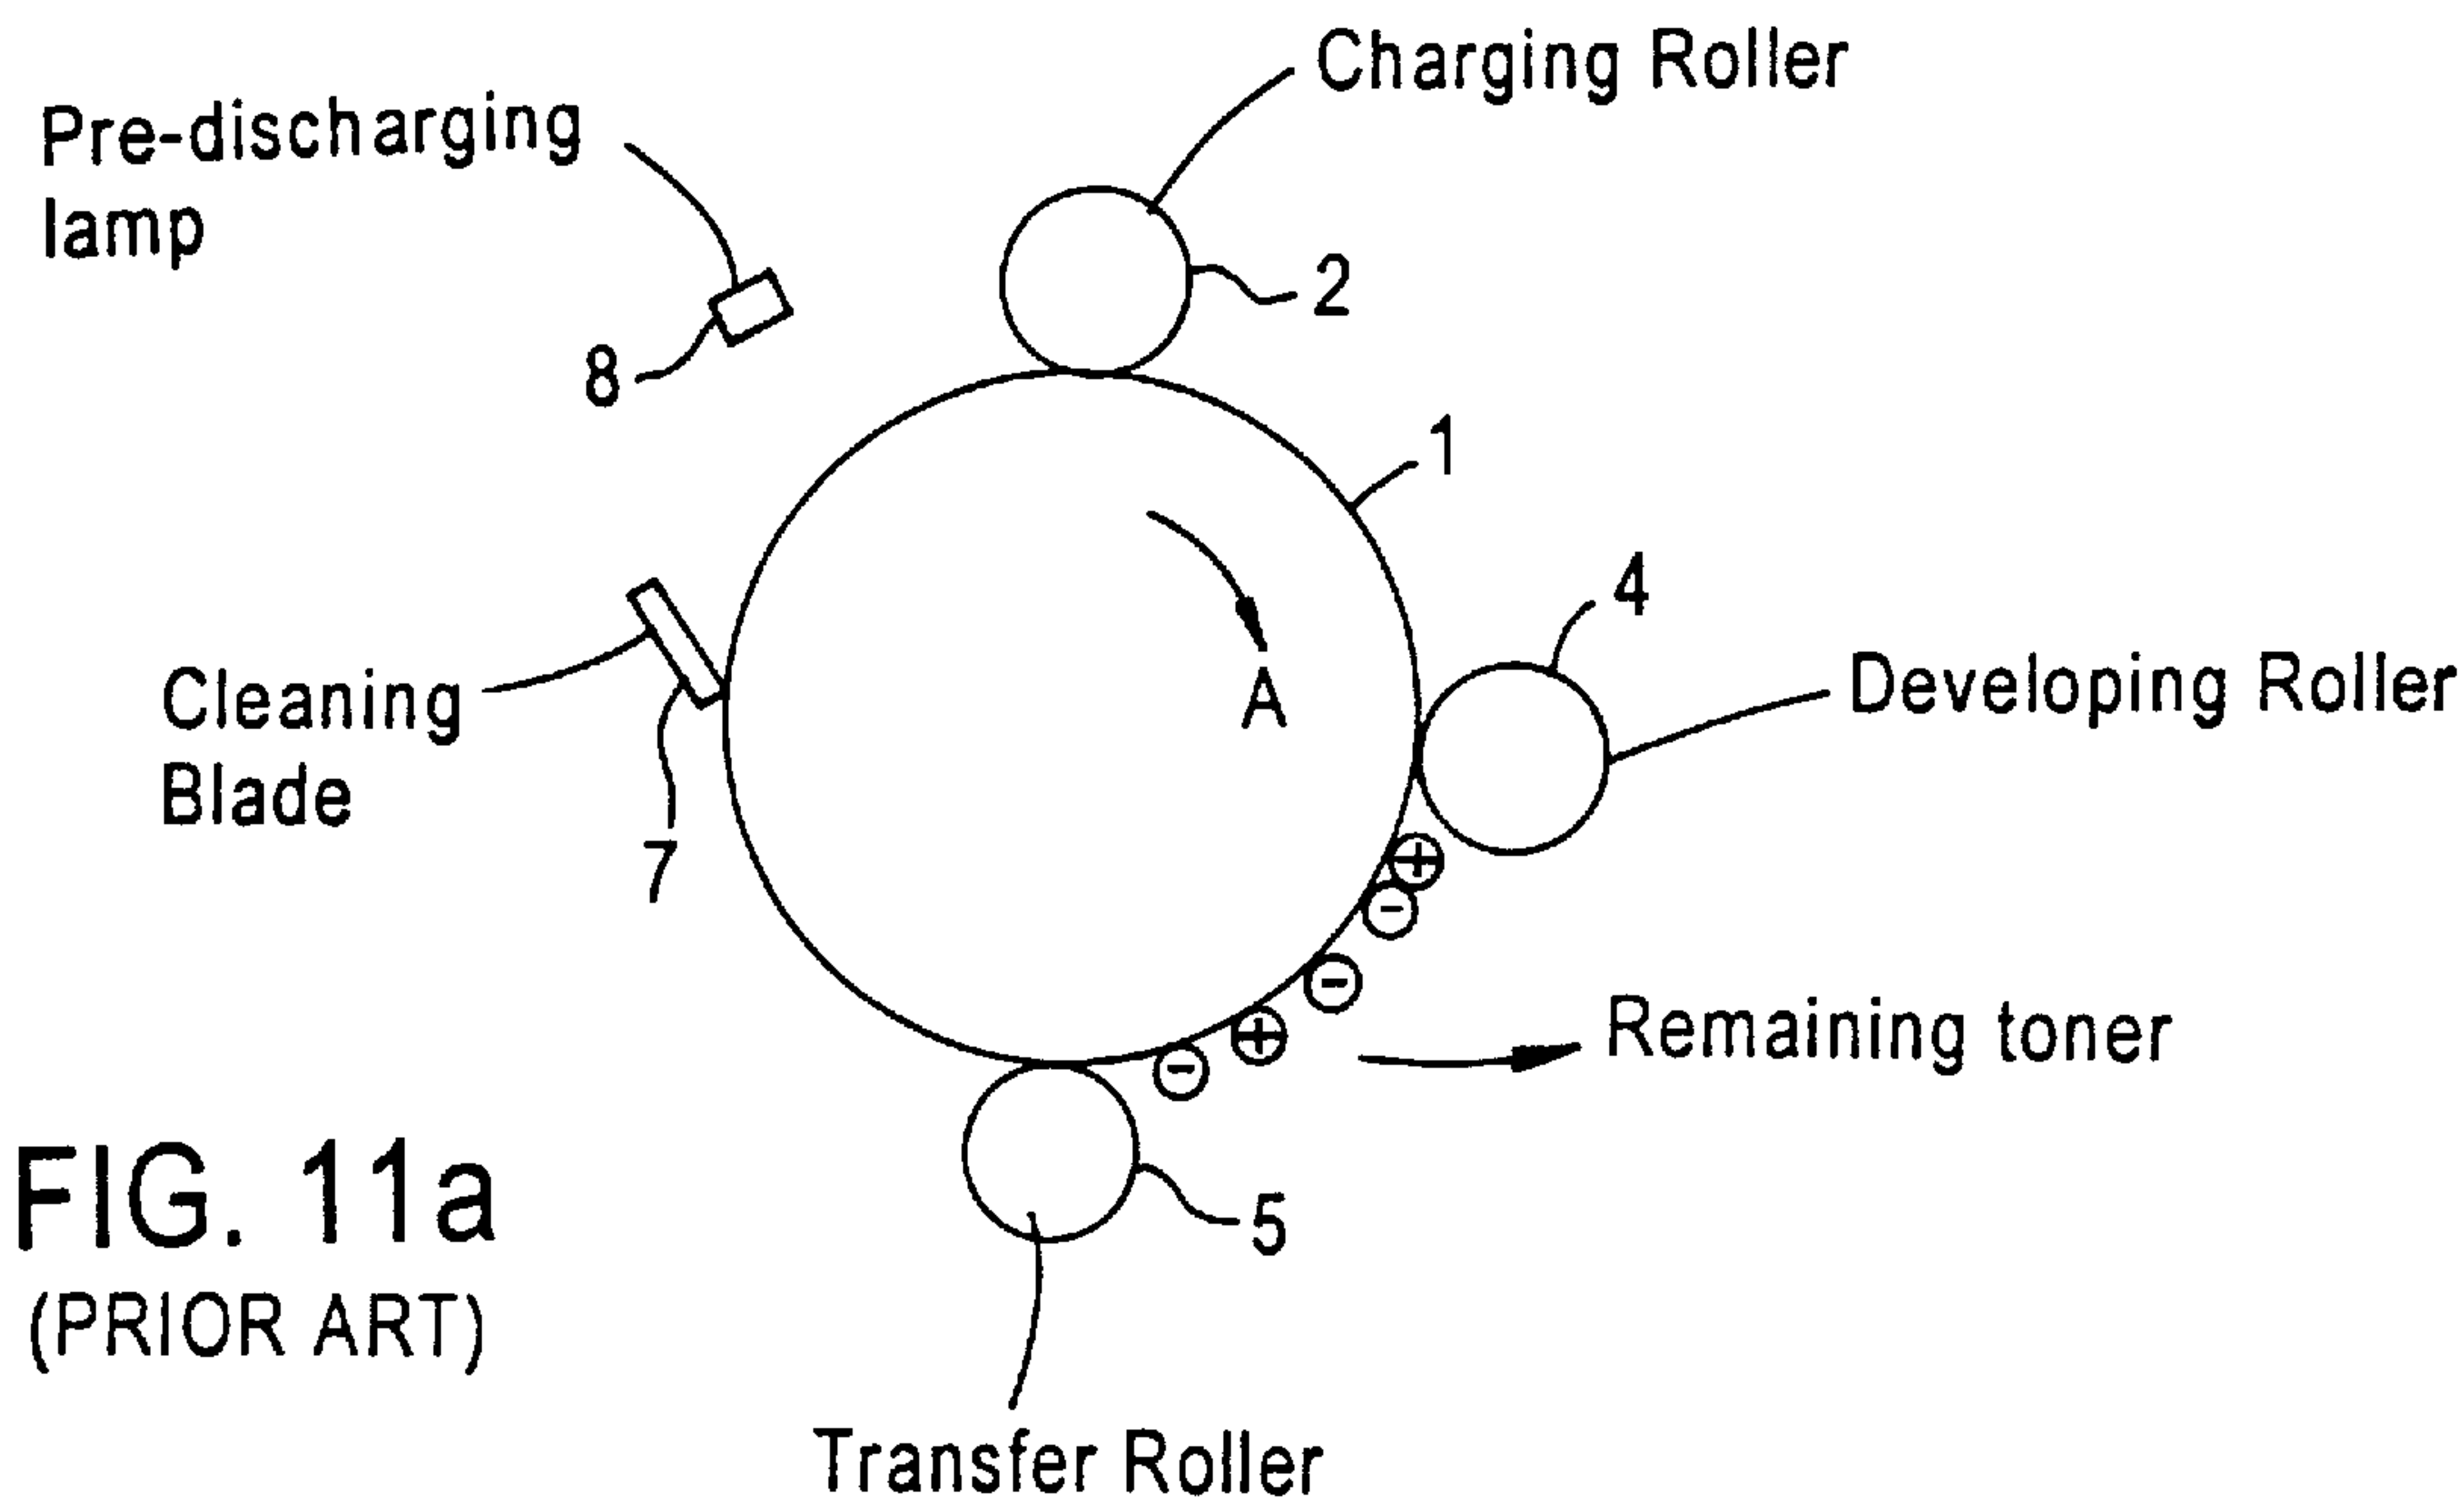 Charging Roller
Pre-discharging
lamp
2
8
1
4
A
Cleaning
Blade
Developing Roller
7
+
-
-
+
-
Remaining toner
5
FIG. 11a
(PRIOR ART)
Transfer Roller